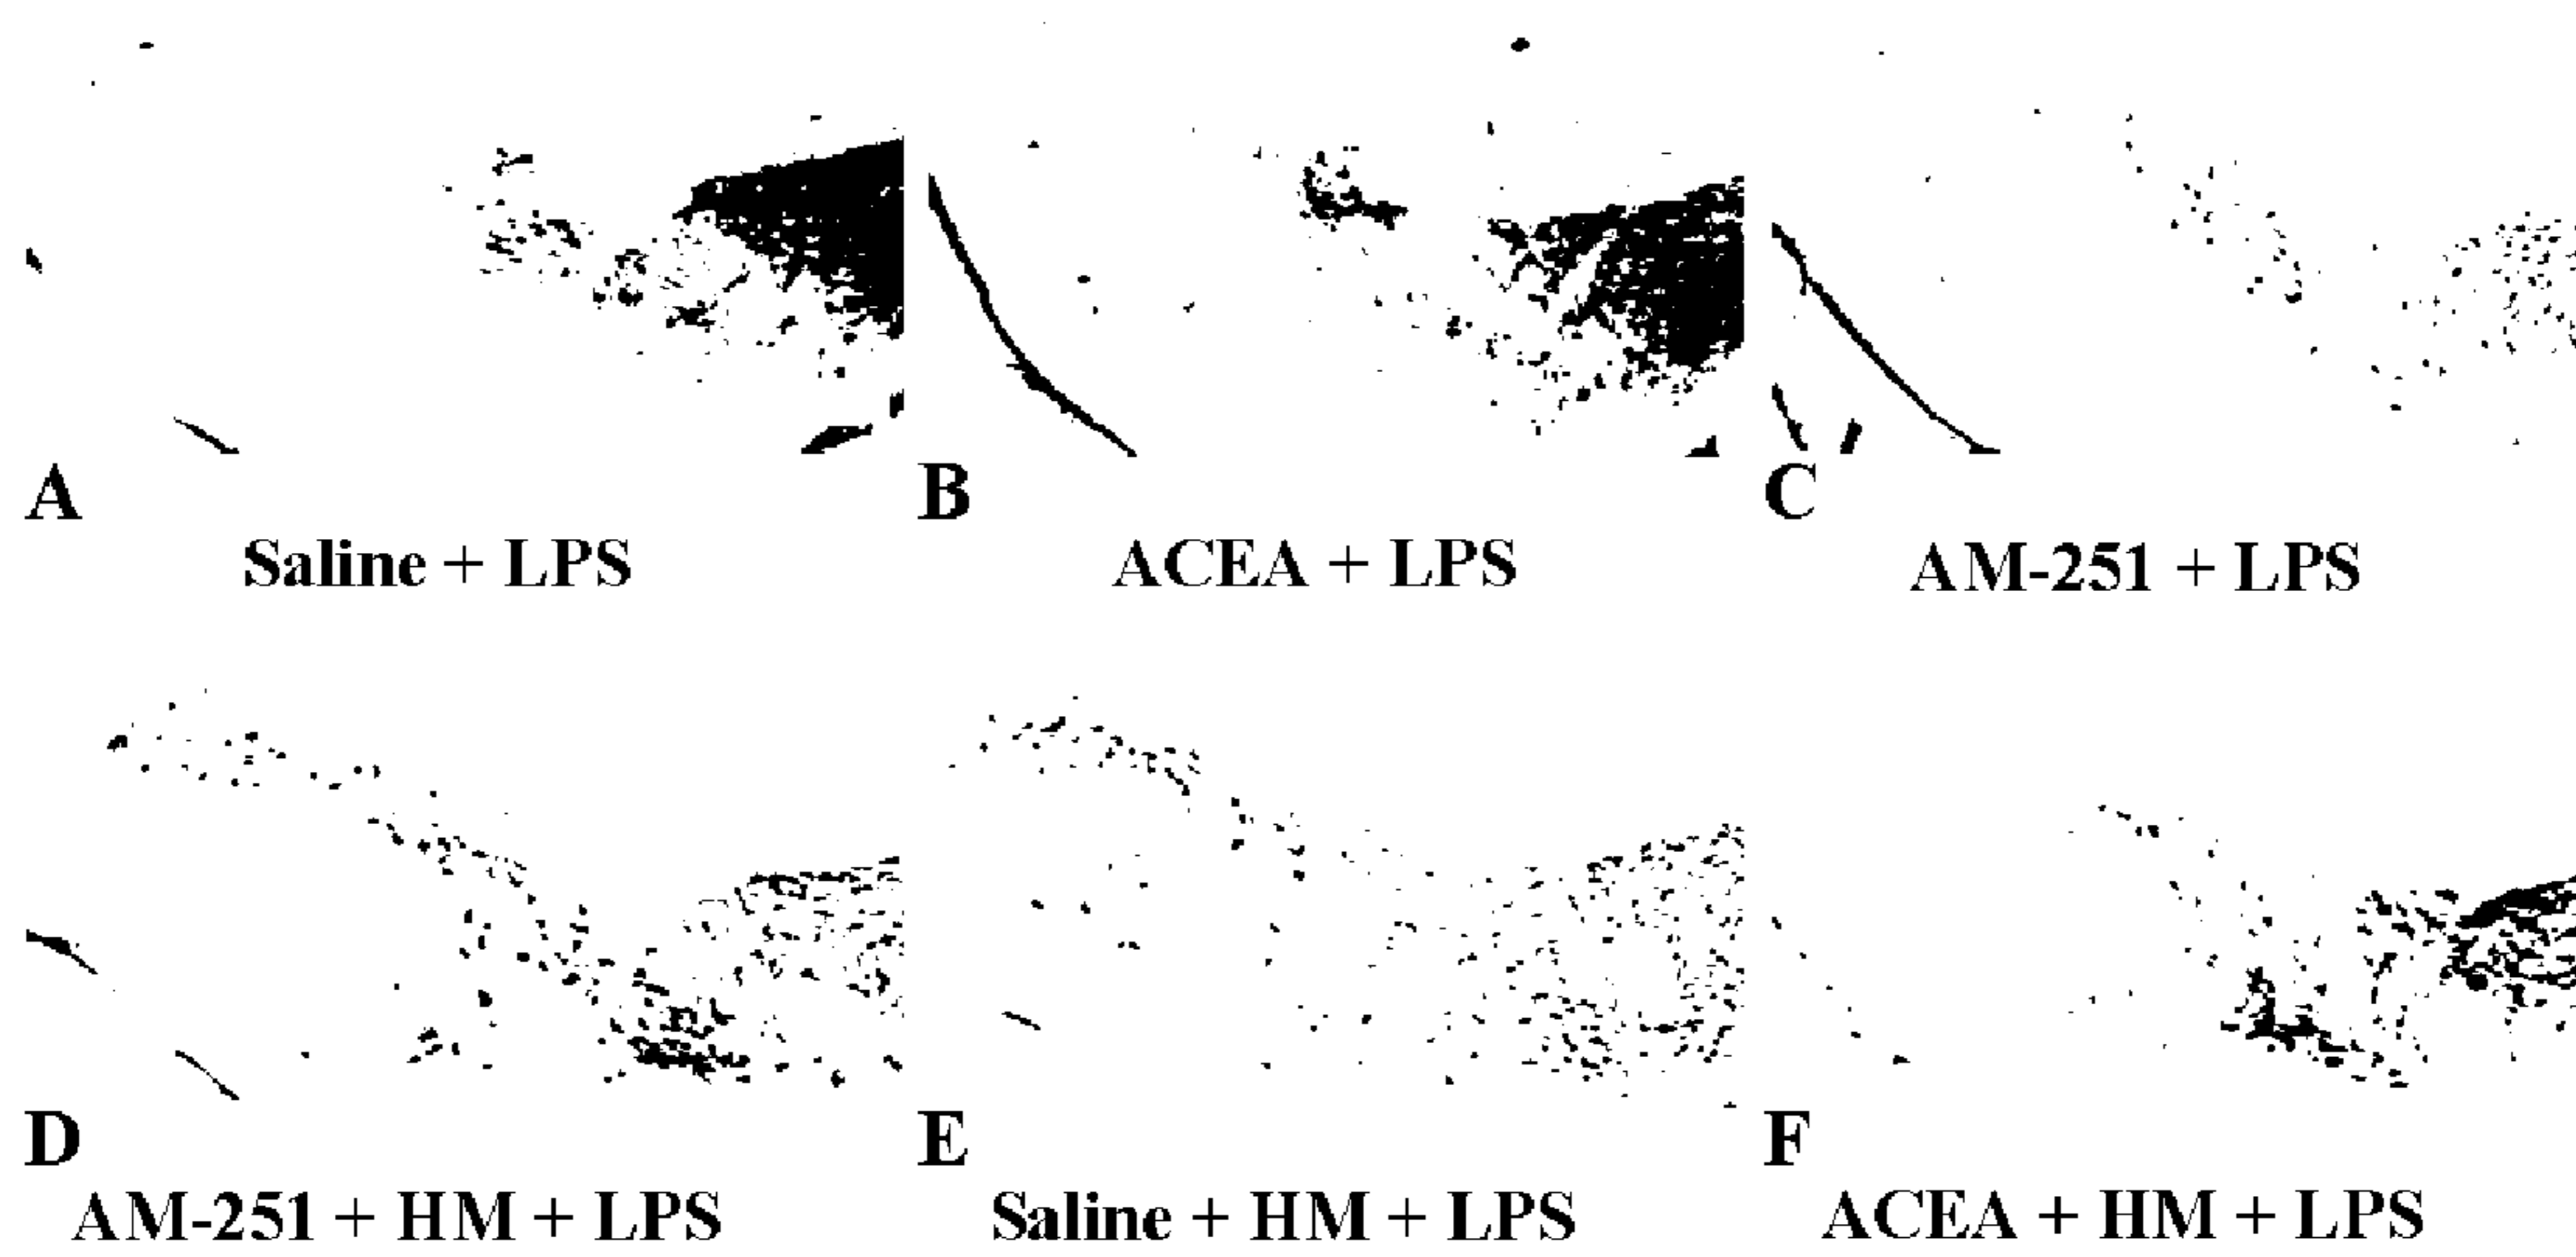 A B C
Saline + LPS ACEA + LPS AM-251 + LPS
D E F
AM-251 + HM + LPS Saline + HM + LPS ACEA + HM + LPS